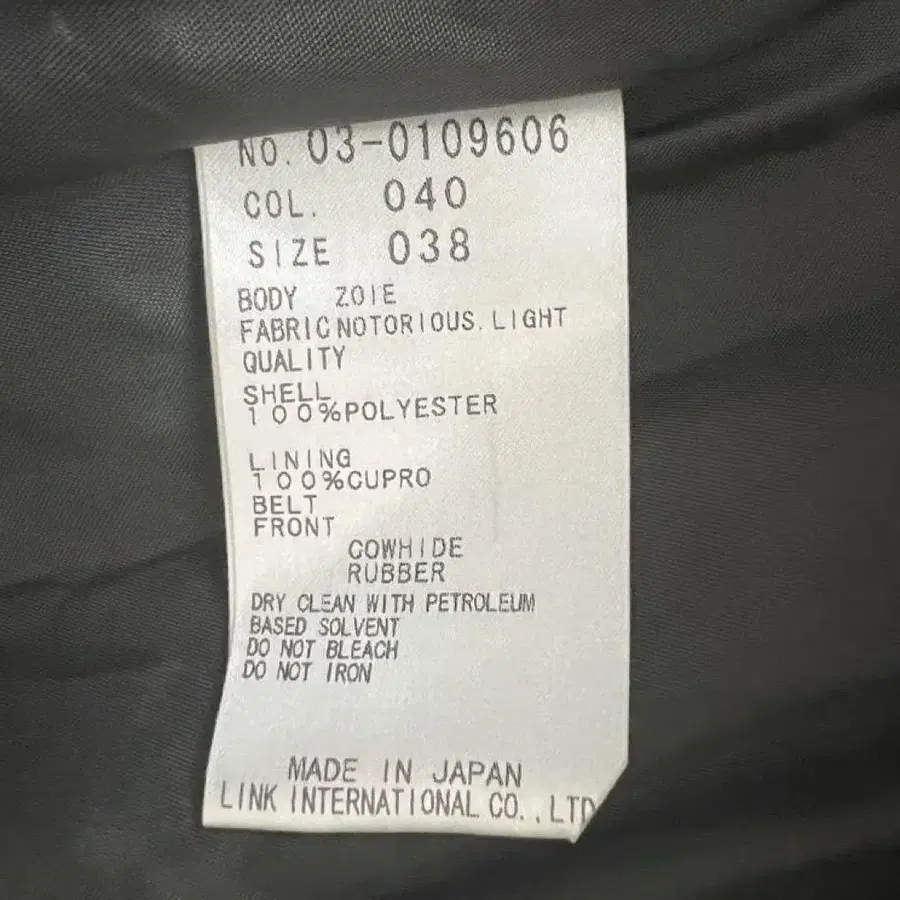 NO. 03-0109606
COL. 040
SIZE 038
BODY ZOIE
FABRIC NOTORIOUS. LIGHT
QUALITY
SHELL
100%POLYESTER
LINING
100%CUPRO
BELT
FRONT
COWHIDE
RUBBER
DRY CLEAN WITH PETROLEUM
BASED SOLVENT
DO NOT BLEACH
DO NOT IRON
MADE IN JAPAN
LINK INTERNATIONAL CO.,LTD